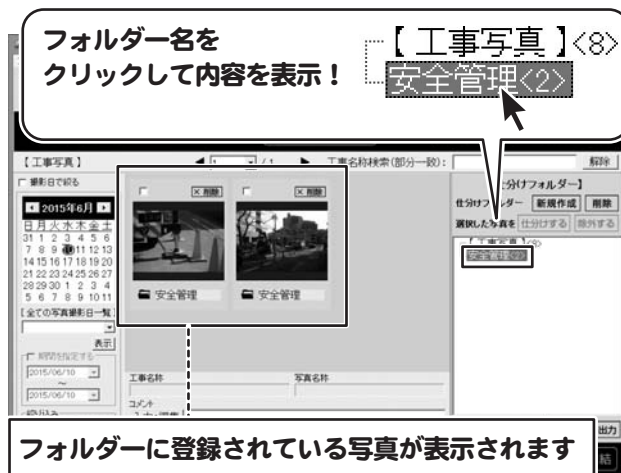 フォルダー名を
クリックして内容を表示！
【 工事写真 】<8>
安全管理<2>
【工事写真】
/ 1
工事名称検索(部分一致):
解除
撮影日で絞る
2015年6月
日月火水木金土
31 1 2 3 4 5 6
7 8 9 10 11 12 13
14 15 16 17 18 19 20
21 22 23 24 25 26 27
28 29 30 1 2 3 4
5 6 7 8 9 10 11
【全ての写真撮影日一覧】
表示
期間を指定する
2015/06/10
～
2015/06/10
絞り込み
× 削除
× 削除
安全管理
安全管理
工事名称
写真名称
コメント
分けフォルダー】
仕分けフォルダー
新規作成
削除
選択した写真を
仕分けする
除外する
【 工事写真 】<8>
安全管理<2>
出力
結
フォルダーに登録されている写真が表示されます